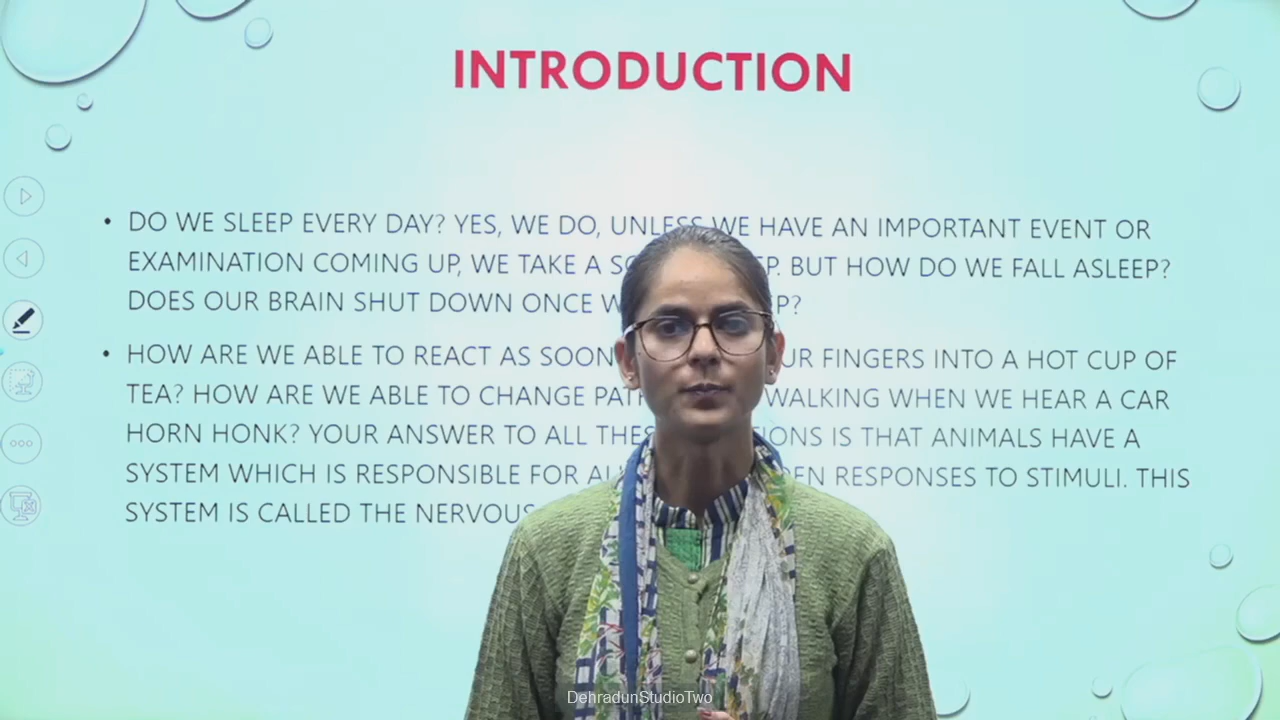 INTRODUCTION
• DO WE SLEEP EVERY DAY? YES, WE DO, UNLESS WE HAVE AN IMPORTANT EVENT OR
EXAMINATION COMING UP, WE TAKE A BUT HOW DO WE FALL ASLEEP?
DOES OUR BRAIN SHUT DOWN ONCE
• HOW ARE WE ABLE TO REACT AS SOON FINGERS INTO A HOT CUP OF
TEA? HOW ARE WE ABLE TO CHANGE WALKING WHEN WE HEAR A CAR
HORN HONK? YOUR ANSWER TO ALL IS THAT ANIMALS HAVE A
SYSTEM WHICH IS RESPONSIBLE FOR RESPONSES TO STIMULI. THIS
SYSTEM IS CALLED THE NERVOUS
DehradunStudioTwo